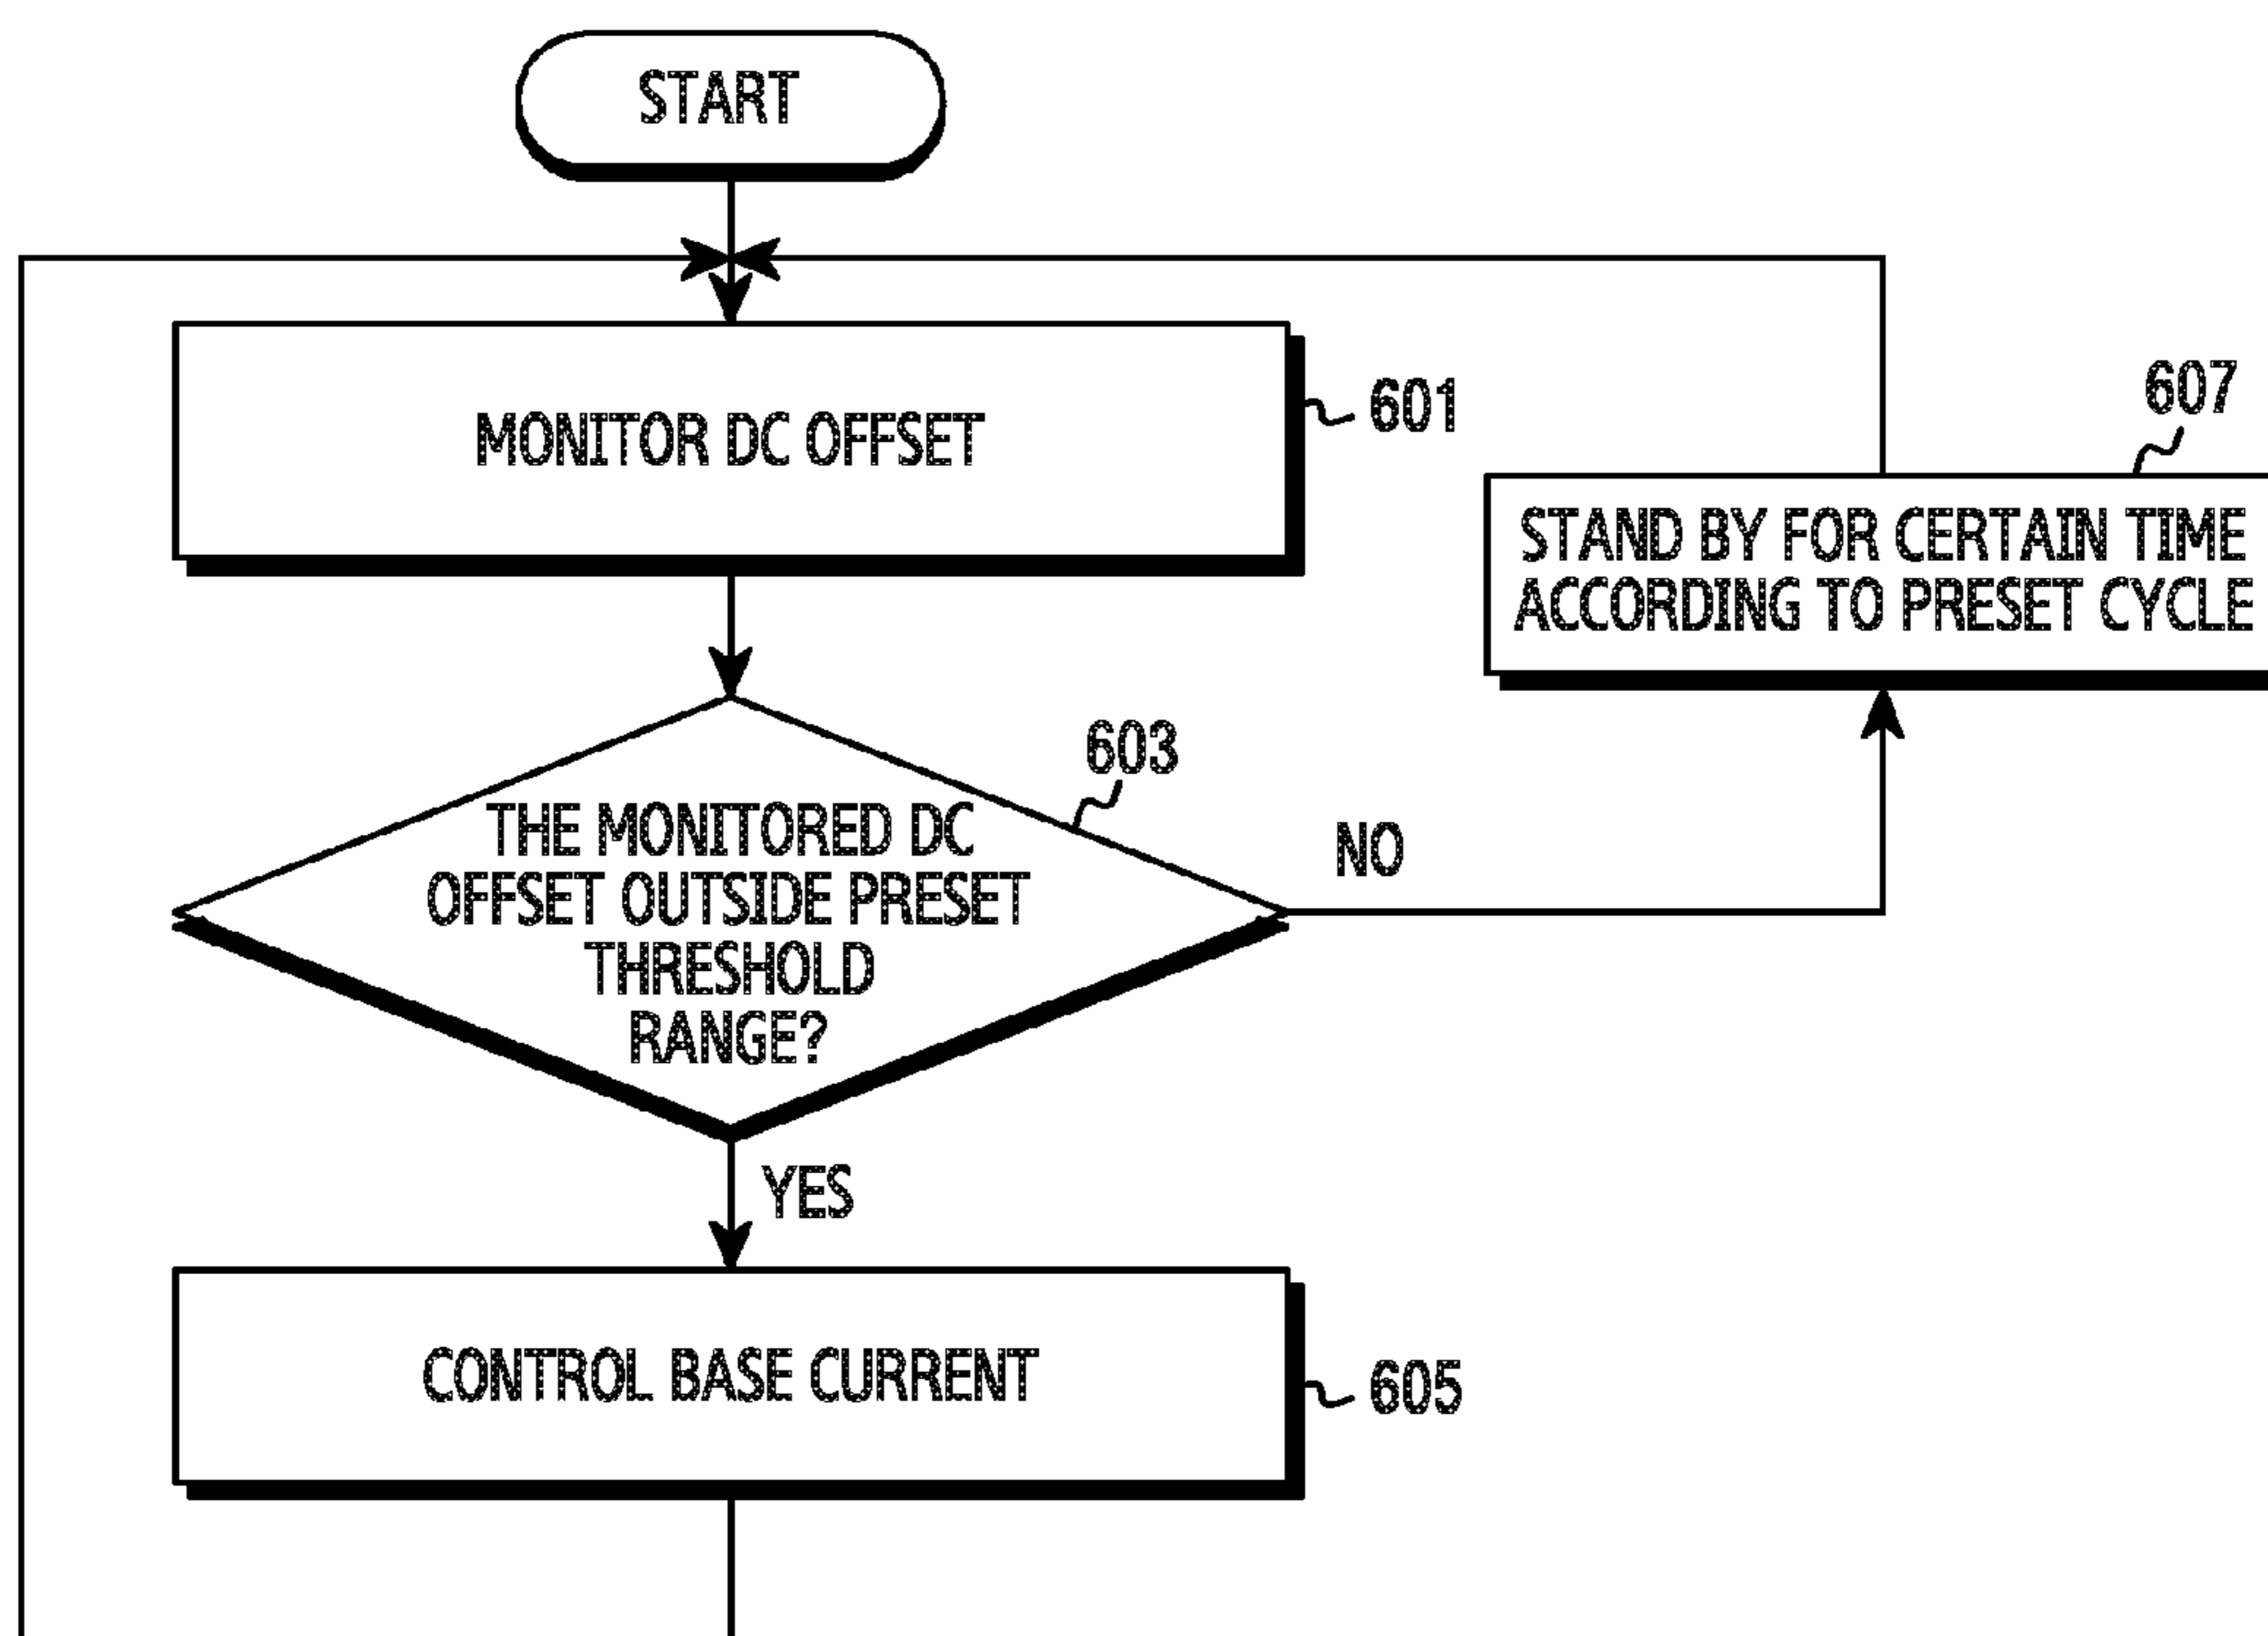 START
MONITOR DC OFFSET
601
607
STAND BY FOR CERTAIN TIME
ACCORDING TO PRESET CYCLE
603
THE MONITORED DC
OFFSET OUTSIDE PRESET
THRESHOLD
RANGE?
NO
YES
CONTROL BASE CURRENT
605